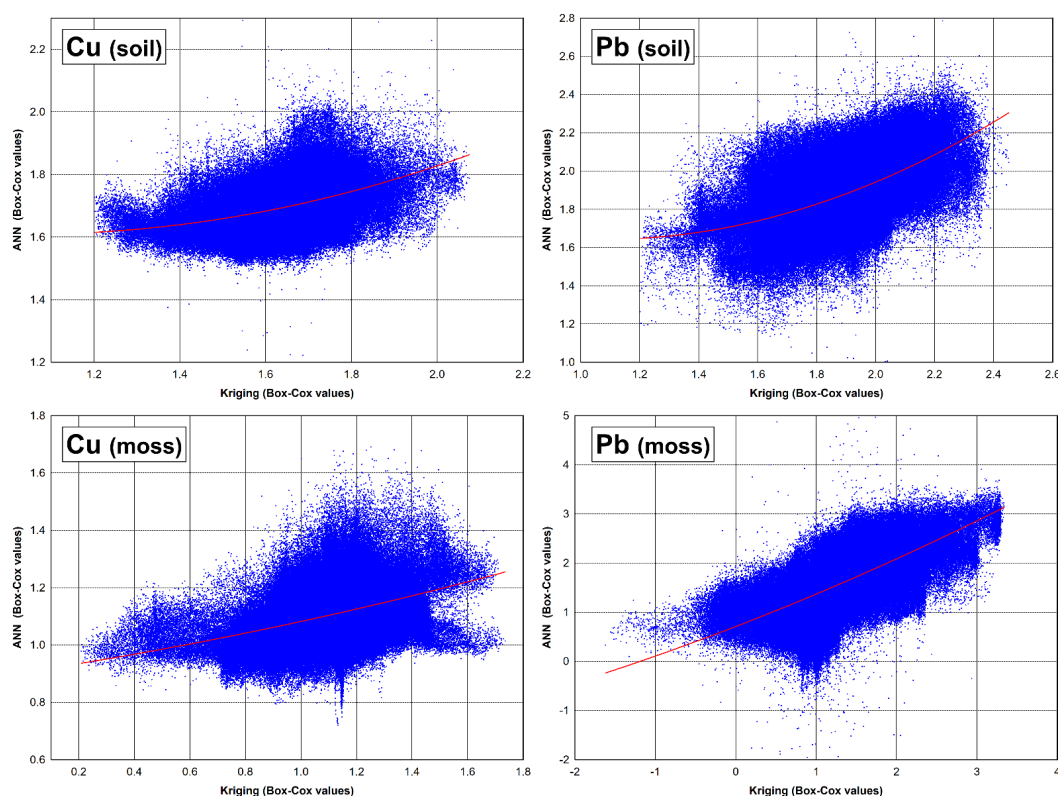 Cu (soil)
ANN (Box-Cox values)
2.2
2.0
1.8
1.6
1.4
1.2
1.2 1.4 1.6 1.8 2.0 2.2
Kriging (Box-Cox values)
Pb (soil)
ANN (Box-Cox values)
2.8
2.6
2.4
2.2
2.0
1.8
1.6
1.4
1.2
1.0
1.0 1.2 1.4 1.6 1.8 2.0 2.2 2.4 2.6
Kriging (Box-Cox values)
Cu (moss)
ANN (Box-Cox values)
1.8
1.6
1.4
1.2
1.0
0.8
0.6
0.2 0.4 0.6 0.8 1.0 1.2 1.4 1.6 1.8
Kriging (Box-Cox values)
Pb (moss)
ANN (Box-Cox values)
5
4
3
2
1
0
-1
-2
-2 -1 0 1 2 3 4
Kriging (Box-Cox values)